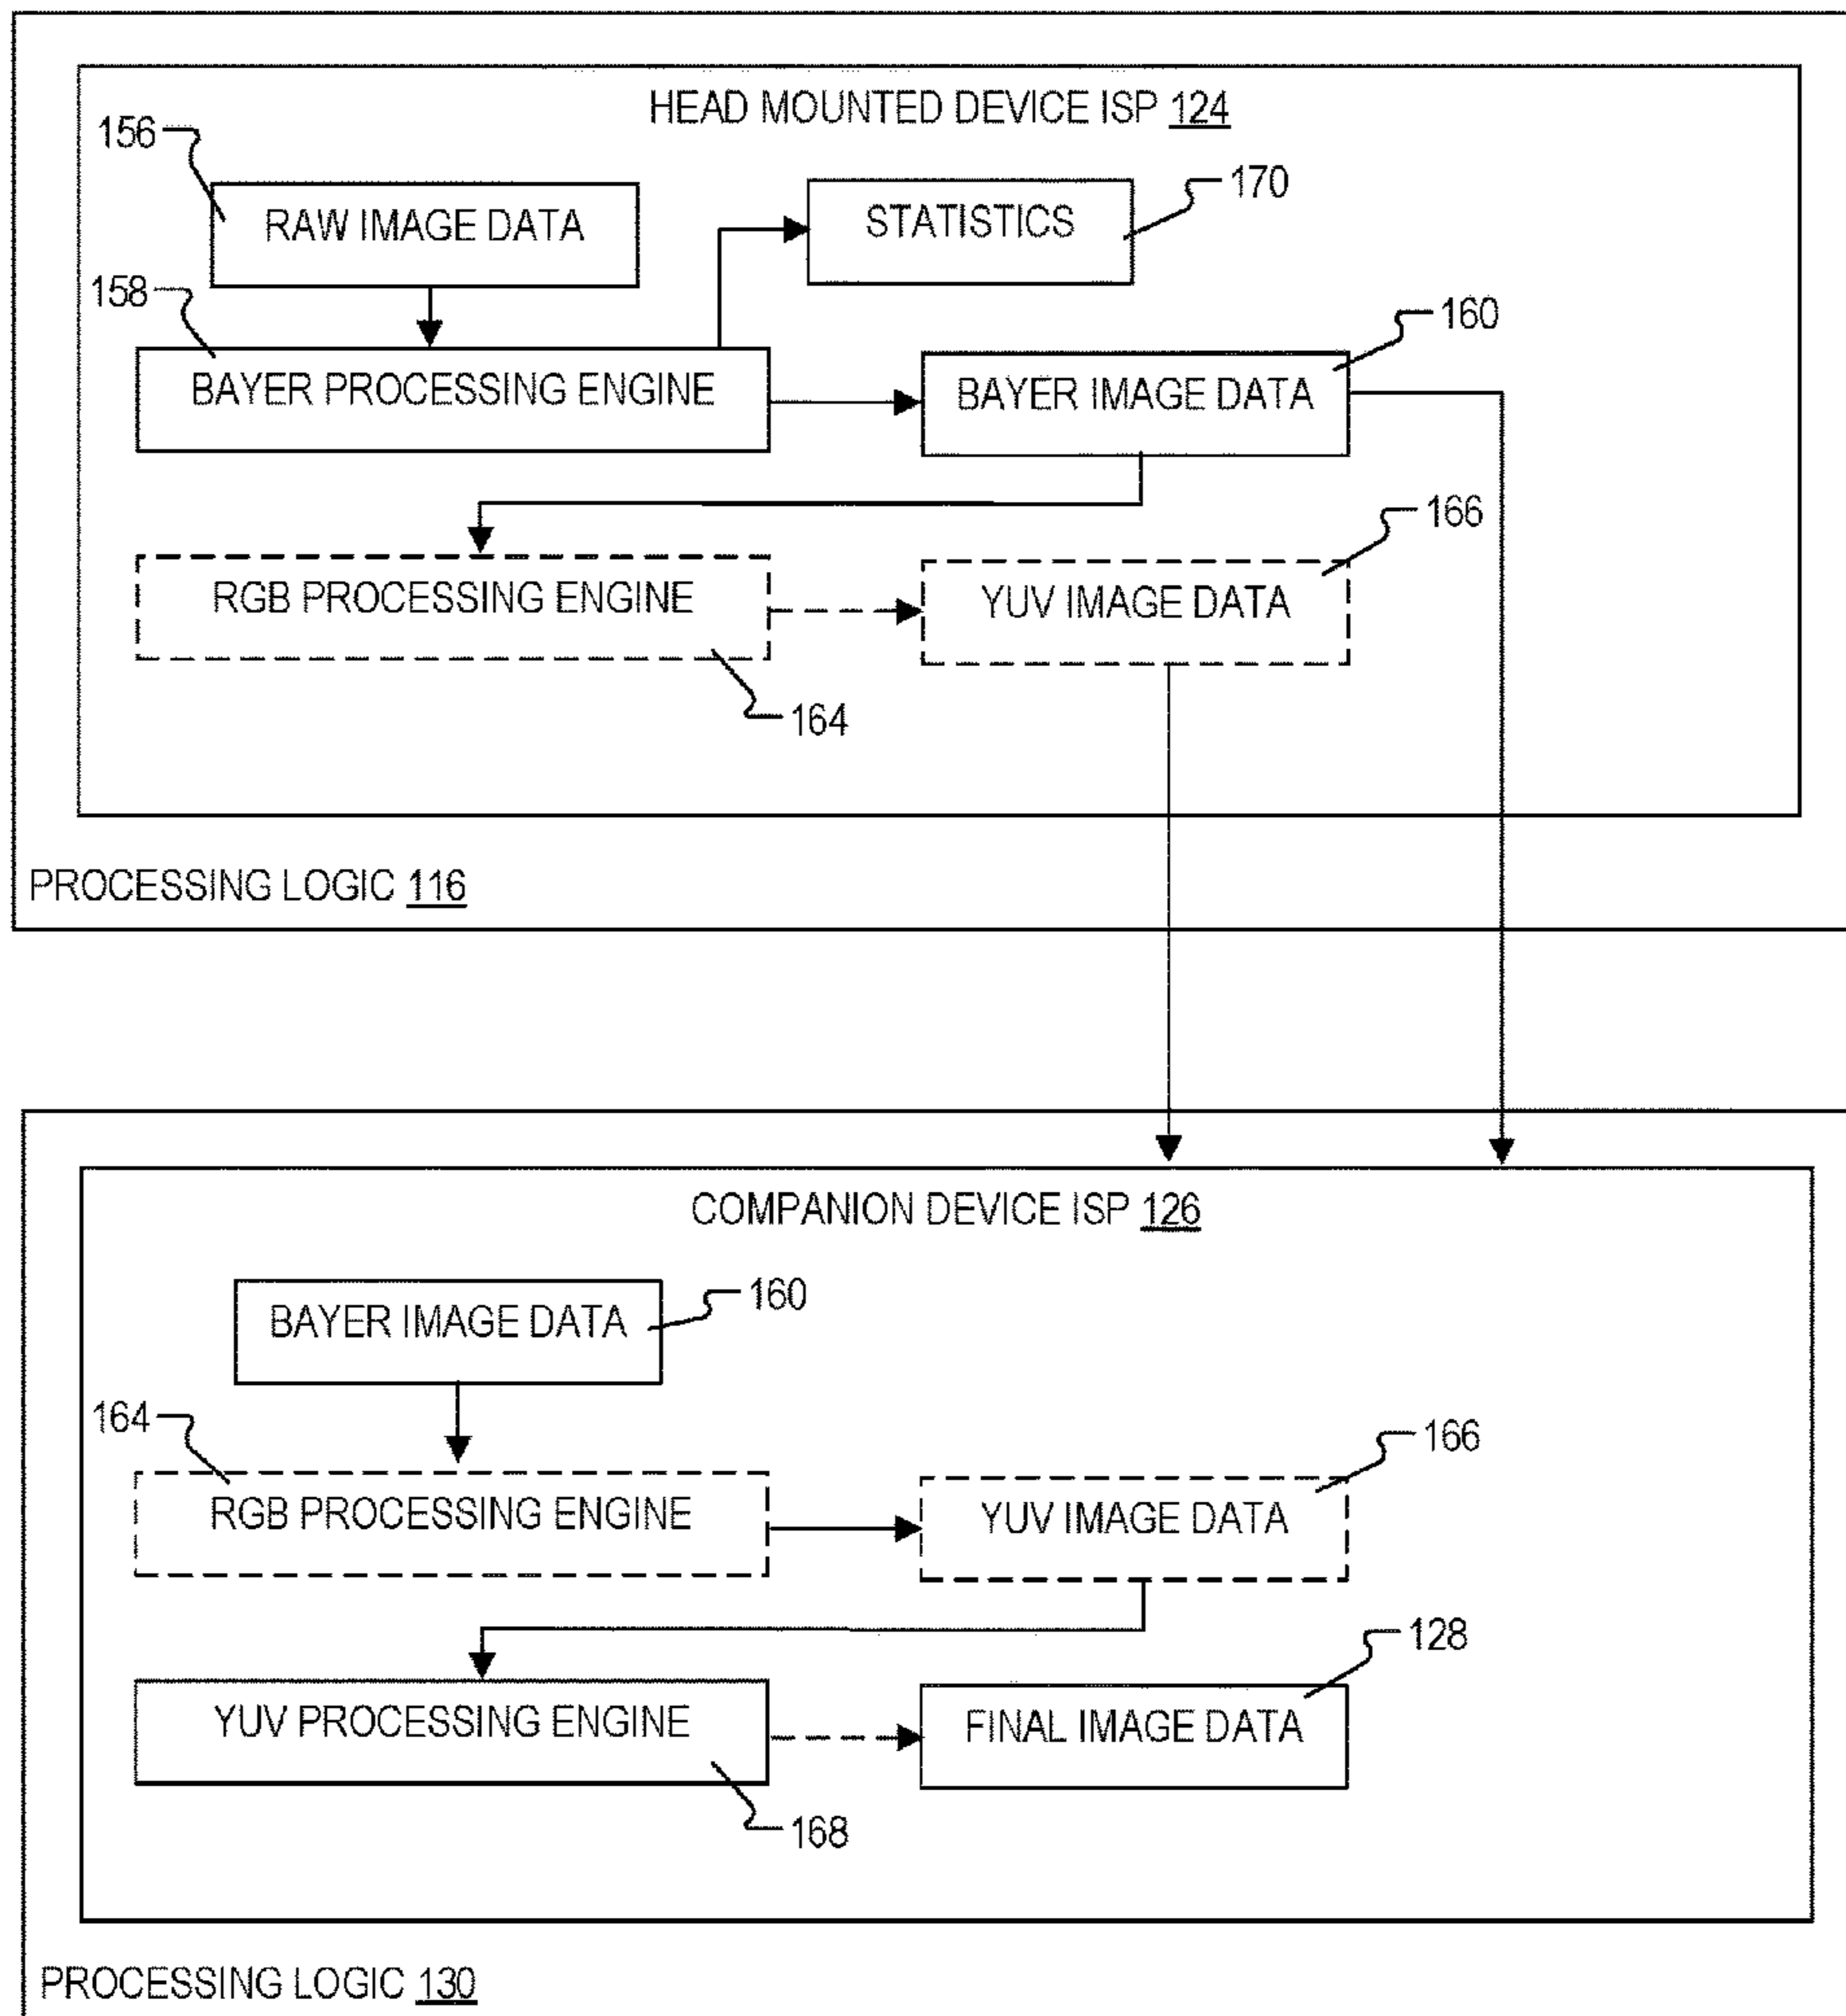 HEAD MOUNTED DEVICE ISP 124
156
RAW IMAGE DATA
STATISTICS
170
158
BAYER PROCESSING ENGINE
BAYER IMAGE DATA
160
RGB PROCESSING ENGINE
YUV IMAGE DATA
166
164
PROCESSING LOGIC 116
COMPANION DEVICE ISP 126
BAYER IMAGE DATA
160
164
RGB PROCESSING ENGINE
YUV IMAGE DATA
166
YUV PROCESSING ENGINE
FINAL IMAGE DATA
128
168
PROCESSING LOGIC 130